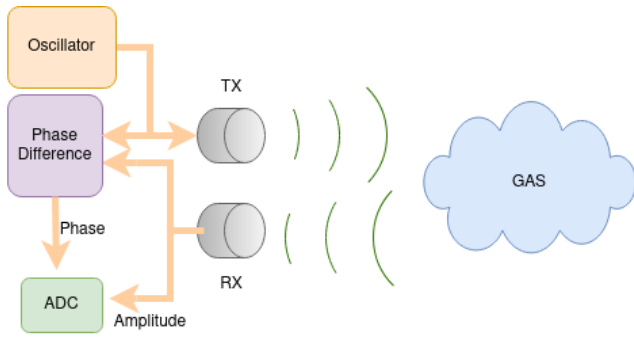 Oscillator
TX
Phase
Difference
GAS
Phase
RX
ADC
Amplitude